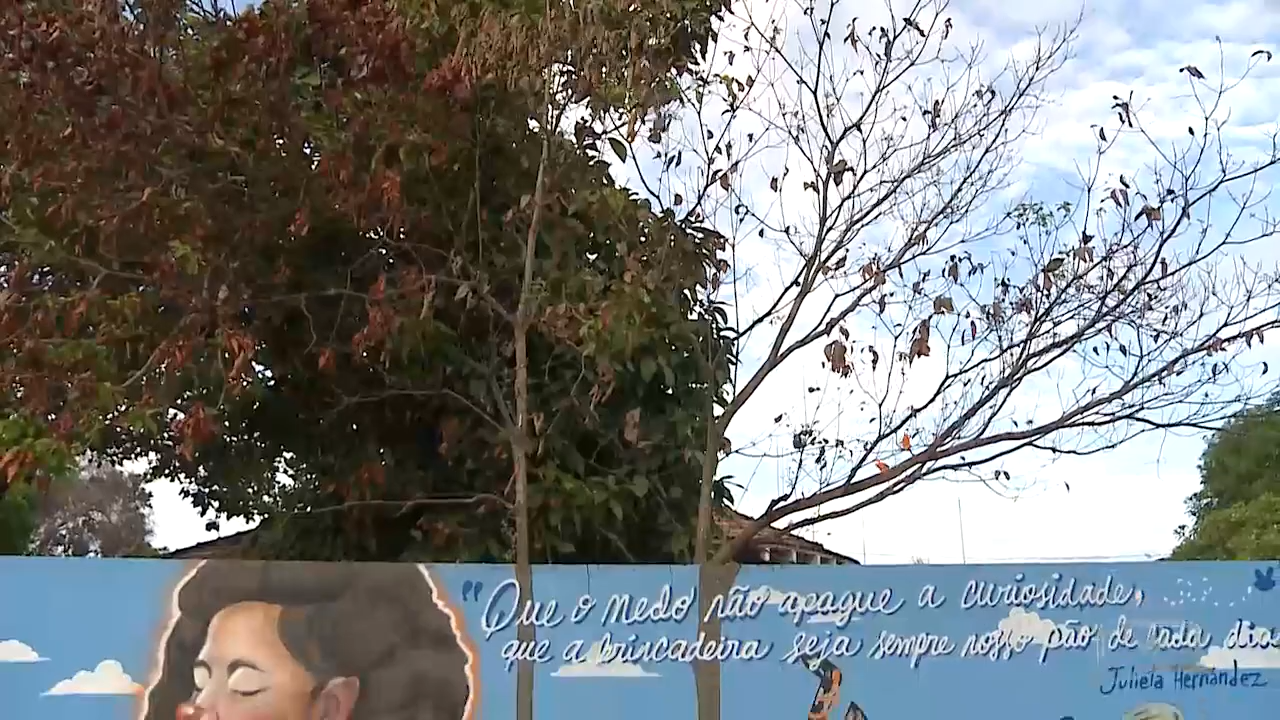 "Que o medo não apague a curiosidade,
que a brincadeira seja sempre nosso pão de cada dia
Julieta Hernández